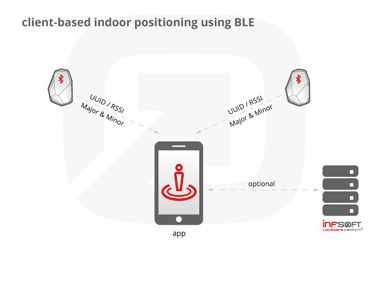 client-based indoor positioning using BLE
UUID / RSSI
Major & Minor
UUID / RSSI
Major & Minor
optional
infsoft
app